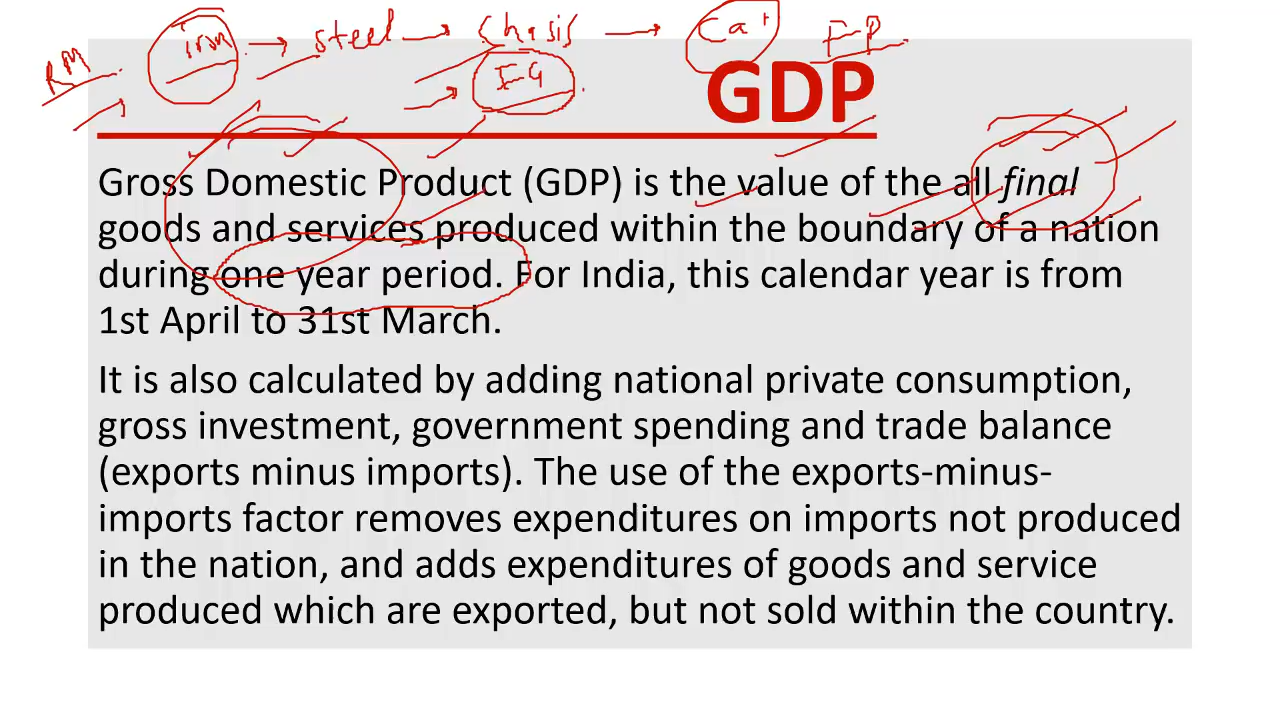 RM iron → steel → Chasis → Car F-P
→ I-G
GDP
Gross Domestic Product (GDP) is the value of the all final
goods and services produced within the boundary of a nation
during one year period. For India, this calendar year is from
1st April to 31st March.
It is also calculated by adding national private consumption,
gross investment, government spending and trade balance
(exports minus imports). The use of the exports-minus-
imports factor removes expenditures on imports not produced
in the nation, and adds expenditures of goods and service
produced which are exported, but not sold within the country.